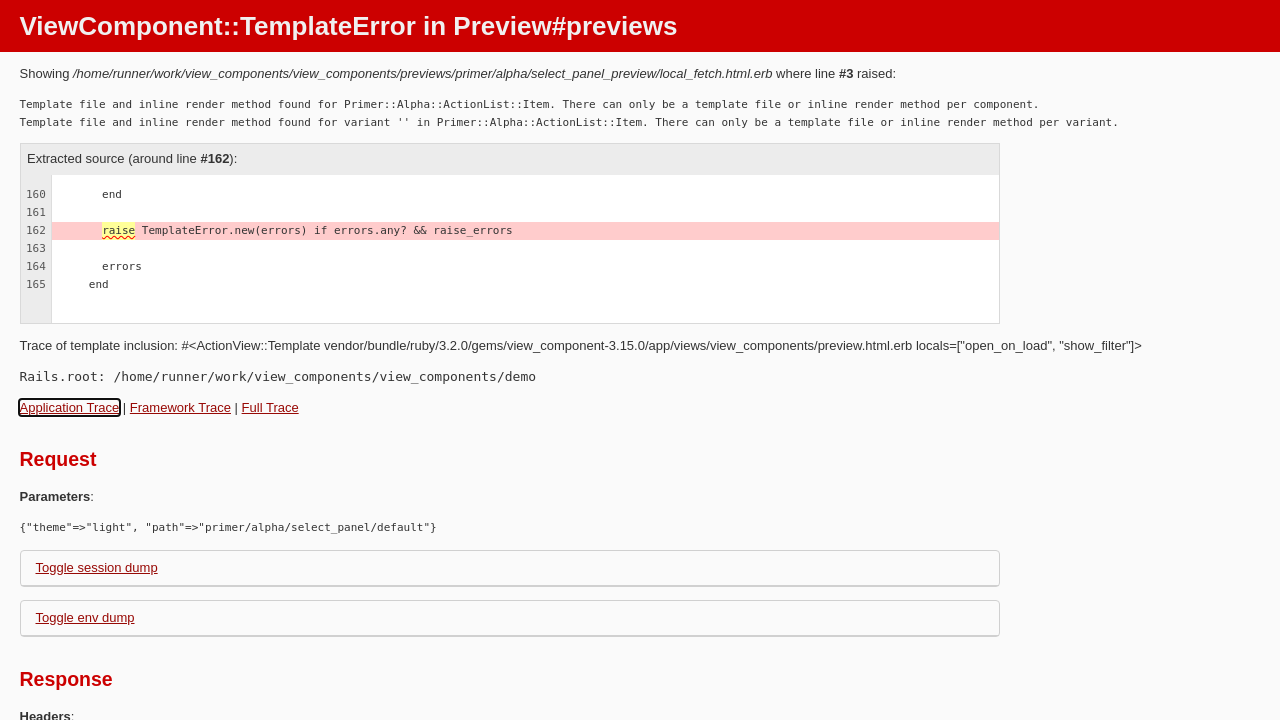 ViewComponent::TemplateError in Preview#previews
Showing /home/runner/work/view_components/view_components/previews/primer/alpha/select_panel_preview/local_fetch.html.erb where line #3 raised:
Template file and inline render method found for Primer::Alpha::ActionList::Item. There can only be a template file or inline render method per component.
Template file and inline render method found for variant '' in Primer::Alpha::ActionList::Item. There can only be a template file or inline render method per variant.
Extracted source (around line #162):
160 end
161
162 raise TemplateError.new(errors) if errors.any? && raise_errors
163
164 errors
165 end
Trace of template inclusion: #<ActionView::Template vendor/bundle/ruby/3.2.0/gems/view_component-3.15.0/app/views/view_components/preview.html.erb locals=["open_on_load", "show_filter"]>
Rails.root: /home/runner/work/view_components/view_components/demo
Application Trace | Framework Trace | Full Trace
Request
Parameters:
{"theme"=>"light", "path"=>"primer/alpha/select_panel/default"}
Toggle session dump
Toggle env dump
Response
Headers: